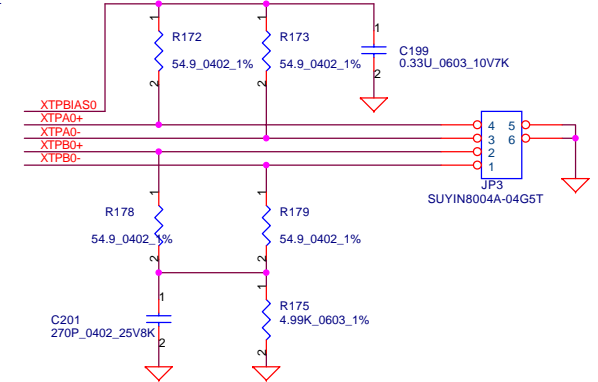 1
R172
54.9_0402_1%
2
1
R173
54.9_0402_1%
2
1
C199
0.33U_0603_10V7K
2
XTPBIAS0
XTPA0+
XTPA0-
XTPB0+
XTPB0-
4 5
3 6
2
1
JP3
SUYIN8004A-04G5T
1
R178
54.9_0402_1%
2
1
R179
54.9_0402_1%
2
1
C201
270P_0402_25V8K
2
1
R175
4.99K_0603_1%
2